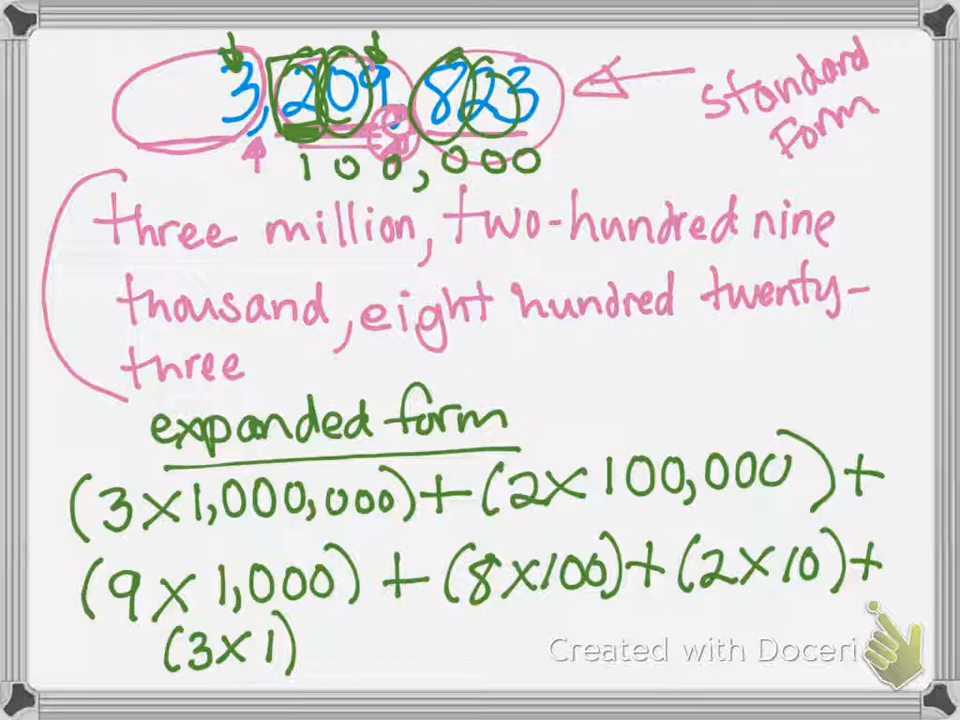 3,209,823
Standard
Form
100,000
three million, two-hundred nine
thousand, eight hundred twenty-
three
expanded form
(3 x 1,000,000) + (2 x 100,000) +
(9 x 1,000) + (8 x 100) + (2 x 10) +
(3 x 1)
Created with Doceri